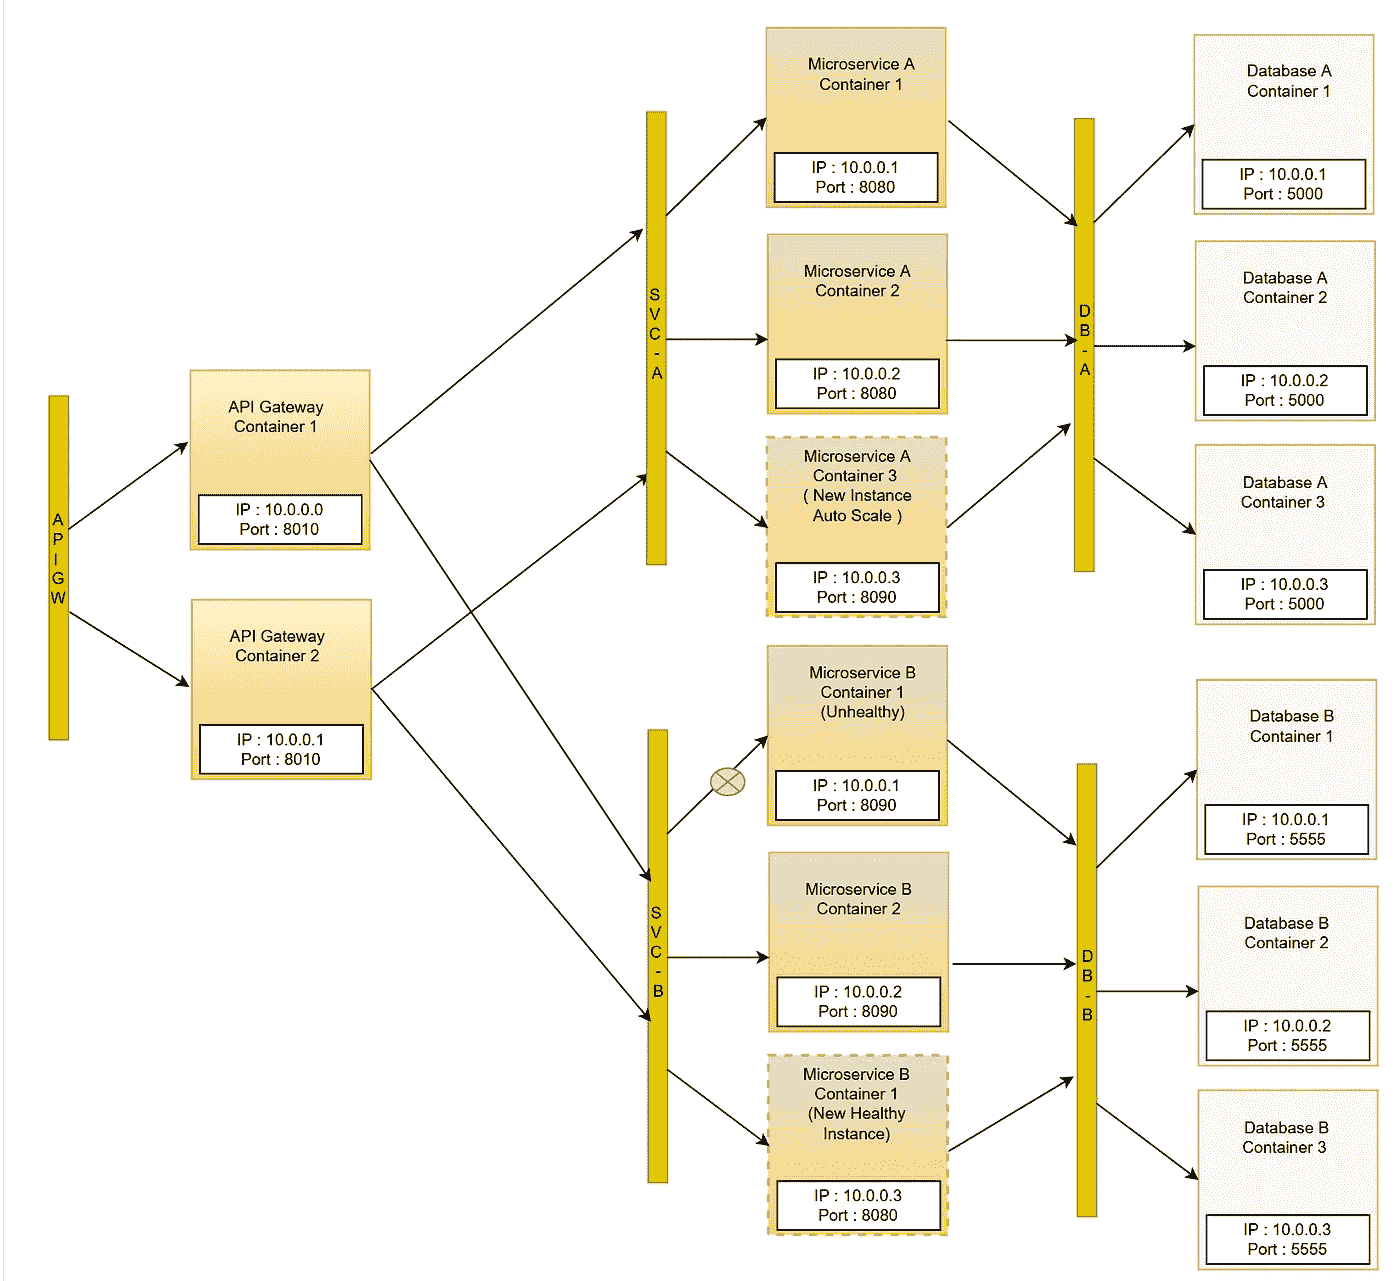 APIGW
API Gateway
Container 1
IP : 10.0.0.0
Port : 8010
API Gateway
Container 2
IP : 10.0.0.1
Port : 8010
SVC-A
Microservice A
Container 1
IP : 10.0.0.1
Port : 8080
Microservice A
Container 2
IP : 10.0.0.2
Port : 8080
Microservice A
Container 3
( New Instance
Auto Scale )
IP : 10.0.0.3
Port : 8090
DB-A
Database A
Container 1
IP : 10.0.0.1
Port : 5000
Database A
Container 2
IP : 10.0.0.2
Port : 5000
Database A
Container 3
IP : 10.0.0.3
Port : 5000
SVC-B
Microservice B
Container 1
(Unhealthy)
IP : 10.0.0.1
Port : 8090
Microservice B
Container 2
IP : 10.0.0.2
Port : 8090
Microservice B
Container 1
(New Healthy
Instance)
IP : 10.0.0.3
Port : 8080
DB-B
Database B
Container 1
IP : 10.0.0.1
Port : 5555
Database B
Container 2
IP : 10.0.0.2
Port : 5555
Database B
Container 3
IP : 10.0.0.3
Port : 5555